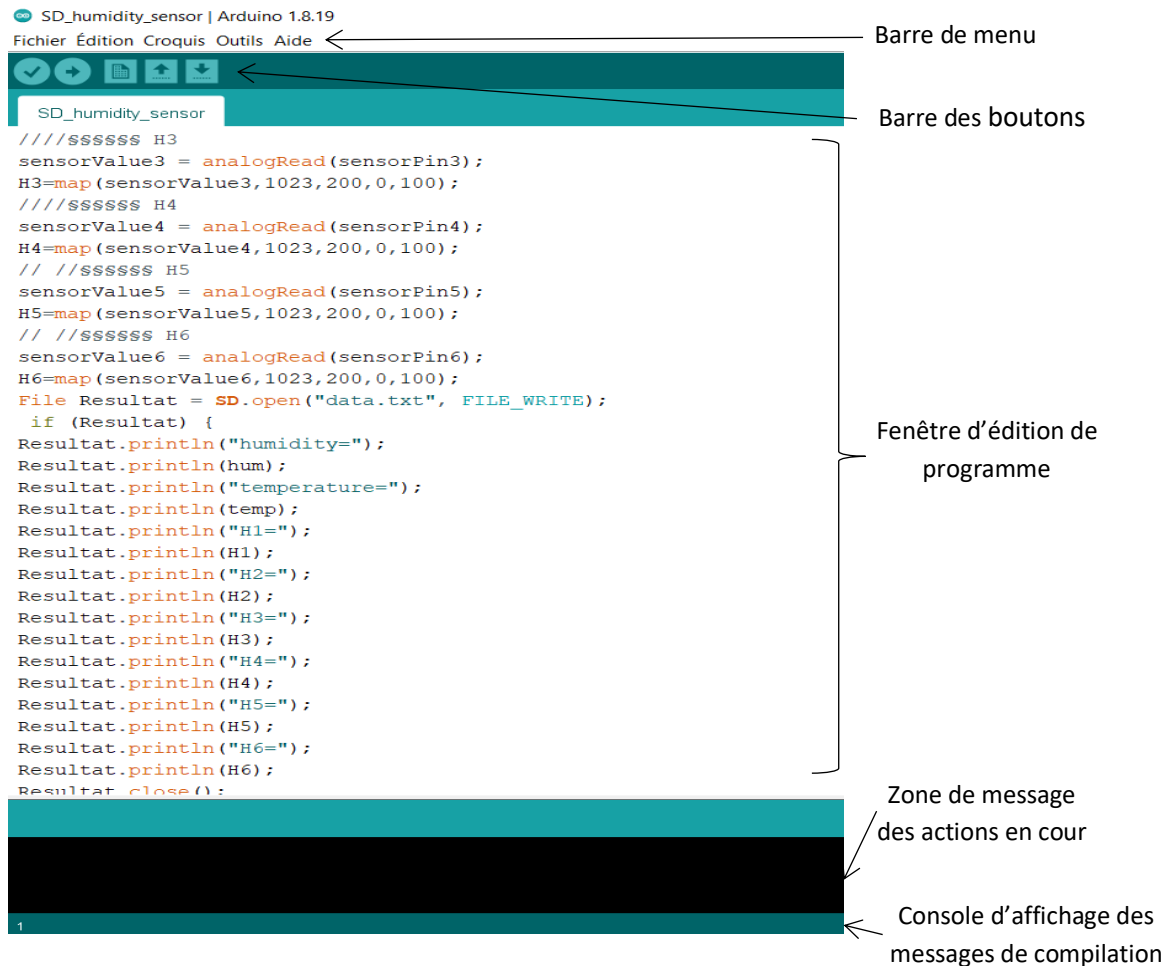 SD_humidity_sensor | Arduino 1.8.19
Fichier Édition Croquis Outils Aide
Barre de menu
Barre des boutons
SD_humidity_sensor
////§§§§§§ H3
sensorValue3 = analogRead(sensorPin3);
H3=map(sensorValue3,1023,200,0,100);
////§§§§§§ H4
sensorValue4 = analogRead(sensorPin4);
H4=map(sensorValue4,1023,200,0,100);
// //§§§§§§ H5
sensorValue5 = analogRead(sensorPin5);
H5=map(sensorValue5,1023,200,0,100);
// //§§§§§§ H6
sensorValue6 = analogRead(sensorPin6);
H6=map(sensorValue6,1023,200,0,100);
File Resultat = SD.open("data.txt", FILE_WRITE);
if (Resultat) {
Resultat.println("humidity=");
Resultat.println(hum);
Resultat.println("temperature=");
Resultat.println(temp);
Resultat.println("H1=");
Resultat.println(H1);
Resultat.println("H2=");
Resultat.println(H2);
Resultat.println("H3=");
Resultat.println(H3);
Resultat.println("H4=");
Resultat.println(H4);
Resultat.println("H5=");
Resultat.println(H5);
Resultat.println("H6=");
Resultat.println(H6);
Resultat.close();
Fenêtre d'édition de
programme
Zone de message
des actions en cour
1
Console d'affichage des
messages de compilation